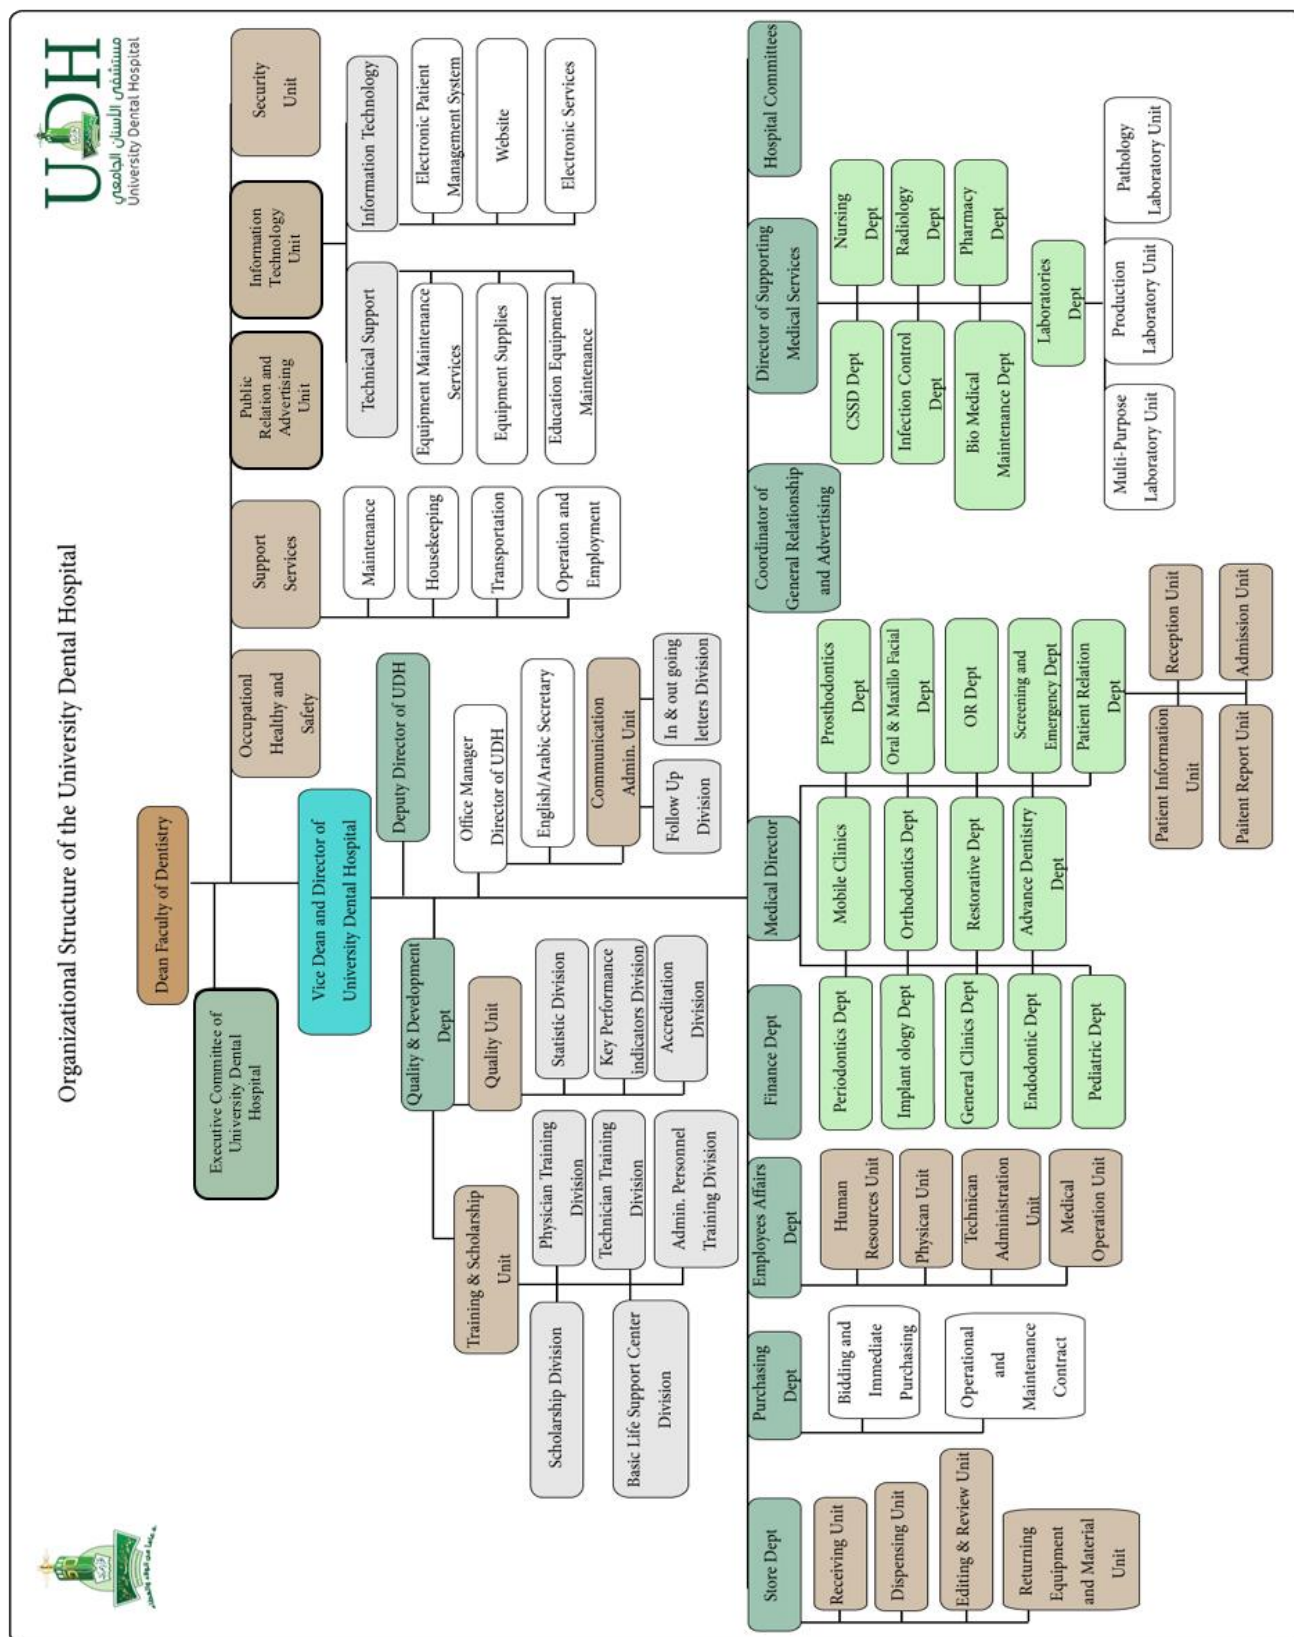 Organizational Structure of the University Dental Hospital
UDH
مستشفى الأسنان الجامعي
University Dental Hospital
Dean Faculty of Dentistry
Executive Committee of
University Dental
Hospital
Occupationl
Healthy and
Safety
Support
Services
Public
Relation and
Advertising
Unit
Information
Technology
Unit
Security
Unit
Maintenance
Housekeeping
Transportation
Operation and
Employment
Technical Support
Equipment Maintenance
Services
Equipment Supplies
Education Equipment
Maintenance
Information Technology
Electronic Patient
Management System
Website
Electronic Services
Vice Dean and Director of
University Dental Hospital
Deputy Director of UDH
Office Manager
Director of UDH
English/Arabic Secretary
Communication
Admin. Unit
Follow Up
Division
In & out going
letters Division
Quality & Development
Dept
Training & Scholarship
Unit
Scholarship Division
Physician Training
Division
Basic Life Support Center
Division
Technician Training
Division
Admin. Personnel
Training Division
Quality Unit
Statistic Division
Key Performance
indicators Division
Accreditation
Division
Store Dept
Receiving Unit
Dispensing Unit
Editing & Review Unit
Returning
Equipment
and Material
Unit
Purchasing
Dept
Bidding and
Immediate
Purchasing
Operational
and
Maintenance
Contract
Employees Affairs
Dept
Human
Resources Unit
Physican Unit
Technican
Administration
Unit
Medical
Operation Unit
Finance Dept
Medical Director
Periodontics Dept
Mobile Clinics
Prosthodontics
Dept
Implant ology Dept
Orthodontics Dept
Oral & Maxillo Facial
Dept
General Clinics Dept
Restorative Dept
OR Dept
Endodontic Dept
Advance Dentistry
Dept
Screening and
Emergency Dept
Pediatric Dept
Patient Relation
Dept
Patient Information
Unit
Reception Unit
Paitent Report Unit
Admission Unit
Coordinator of
General Relationship
and Advertising
Director of Supporting
Medical Services
CSSD Dept
Nursing
Dept
Infection Control
Dept
Radiology
Dept
Bio Medical
Maintenance Dept
Pharmacy
Dept
Laboratories
Dept
Multi-Purpose
Laboratory Unit
Production
Laboratory Unit
Pathology
Laboratory Unit
Hospital Committees